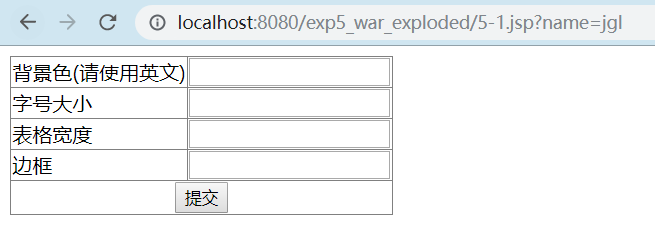 localhost:8080/exp5_war_exploded/5-1.jsp?name=jgl
背景色(请使用英文)
字号大小
表格宽度
边框
提交